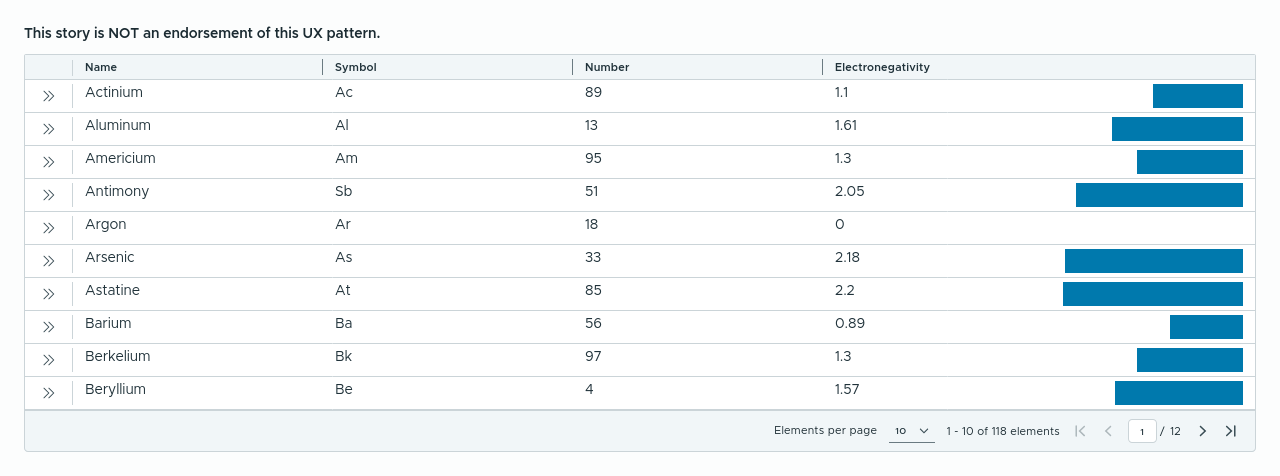 This story is NOT an endorsement of this UX pattern.
Name Symbol Number Electronegativity
Actinium Ac 89 1.1
Aluminum Al 13 1.61
Americium Am 95 1.3
Antimony Sb 51 2.05
Argon Ar 18 0
Arsenic As 33 2.18
Astatine At 85 2.2
Barium Ba 56 0.89
Berkelium Bk 97 1.3
Beryllium Be 4 1.57
Elements per page 10 1 - 10 of 118 elements 1 / 12